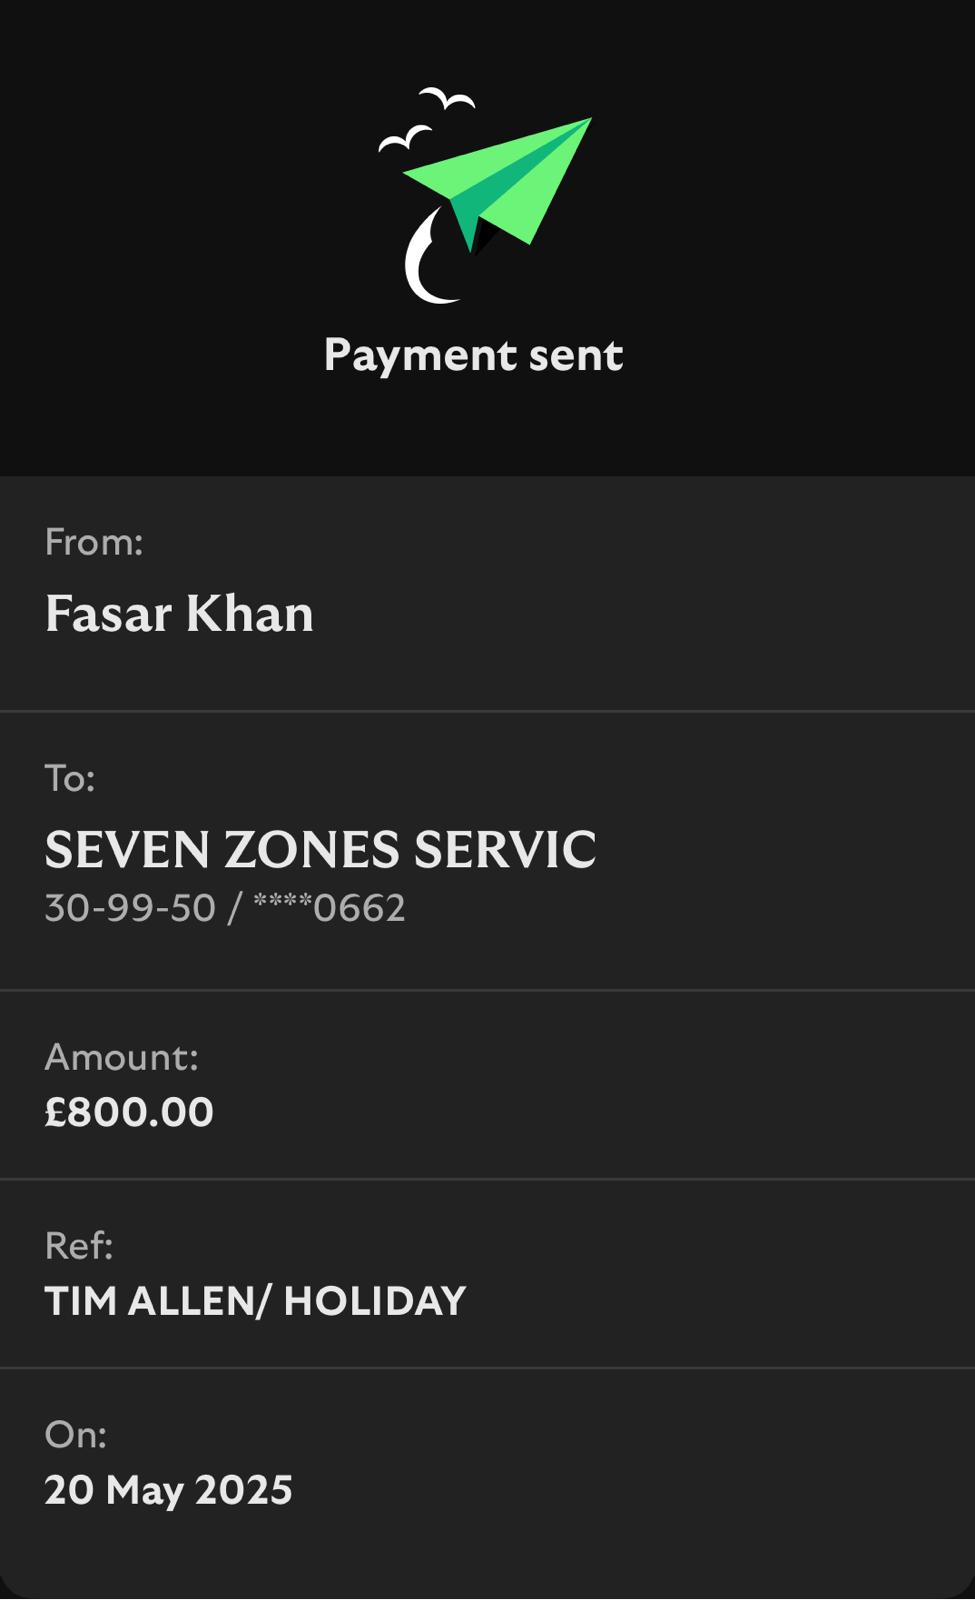 Payment sent
From:
Fasar Khan
To:
SEVEN ZONES SERVIC
30-99-50 / ****0662
Amount:
£800.00
Ref:
TIM ALLEN/ HOLIDAY
On:
20 May 2025